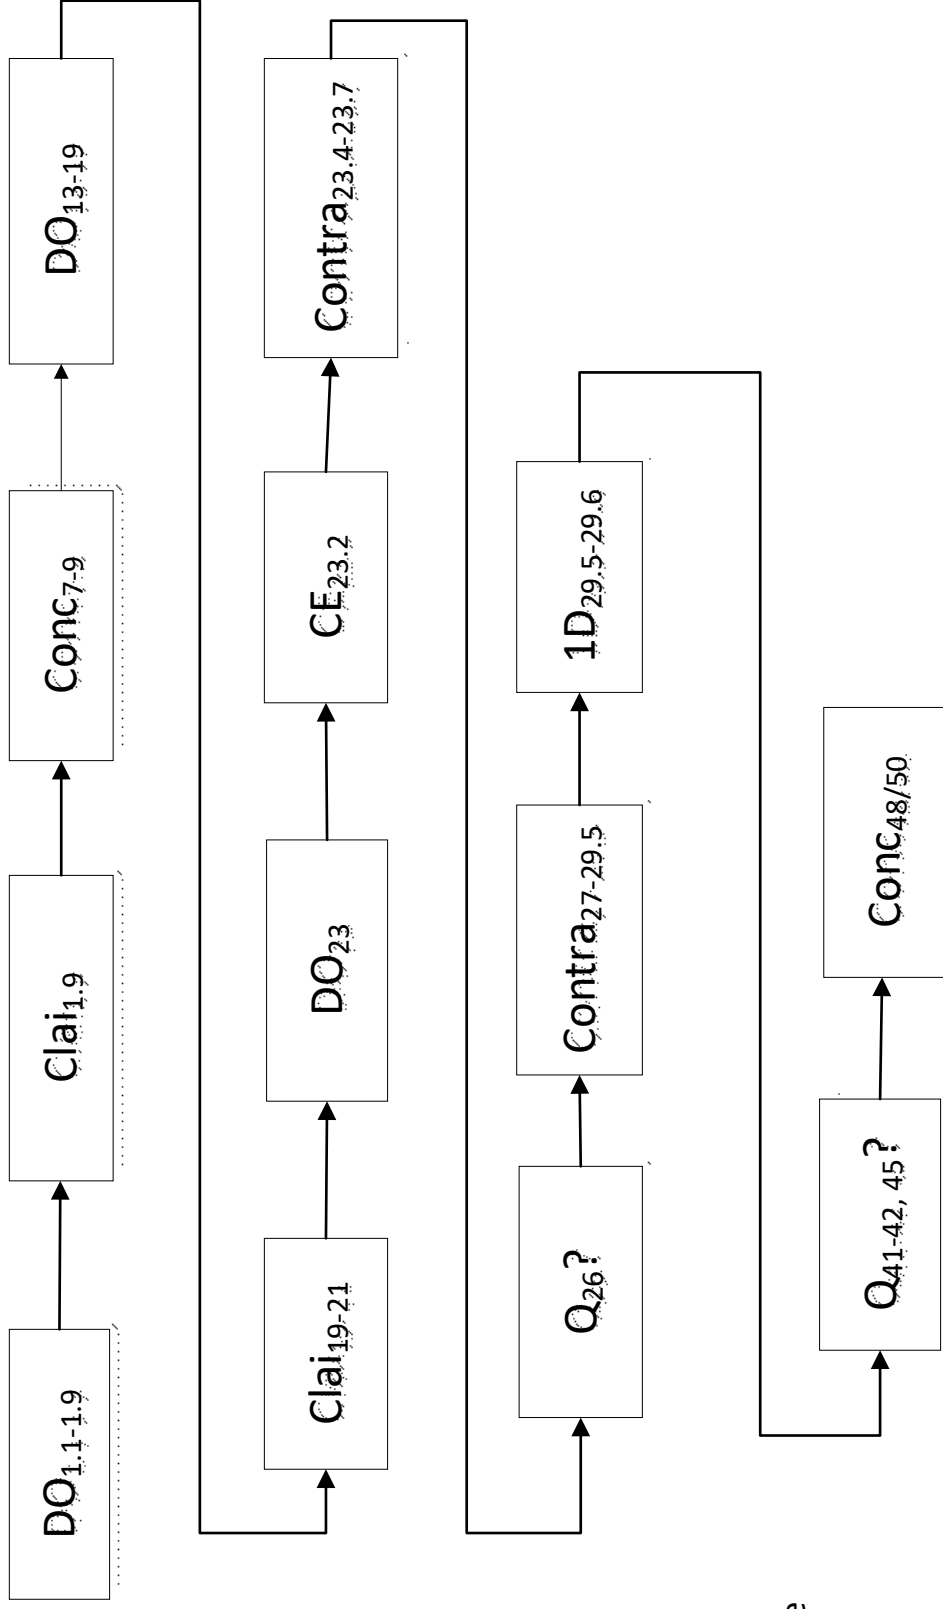 DO1.1-1.9
Clai1.9
Conc7-9
DO13-19
Clai19-21
DO23
CE23.2
Contra23.4-23.7
Q26?
Contra27-29.5
1D29.5-29.6
Q41-42, 45?
Conc48/50